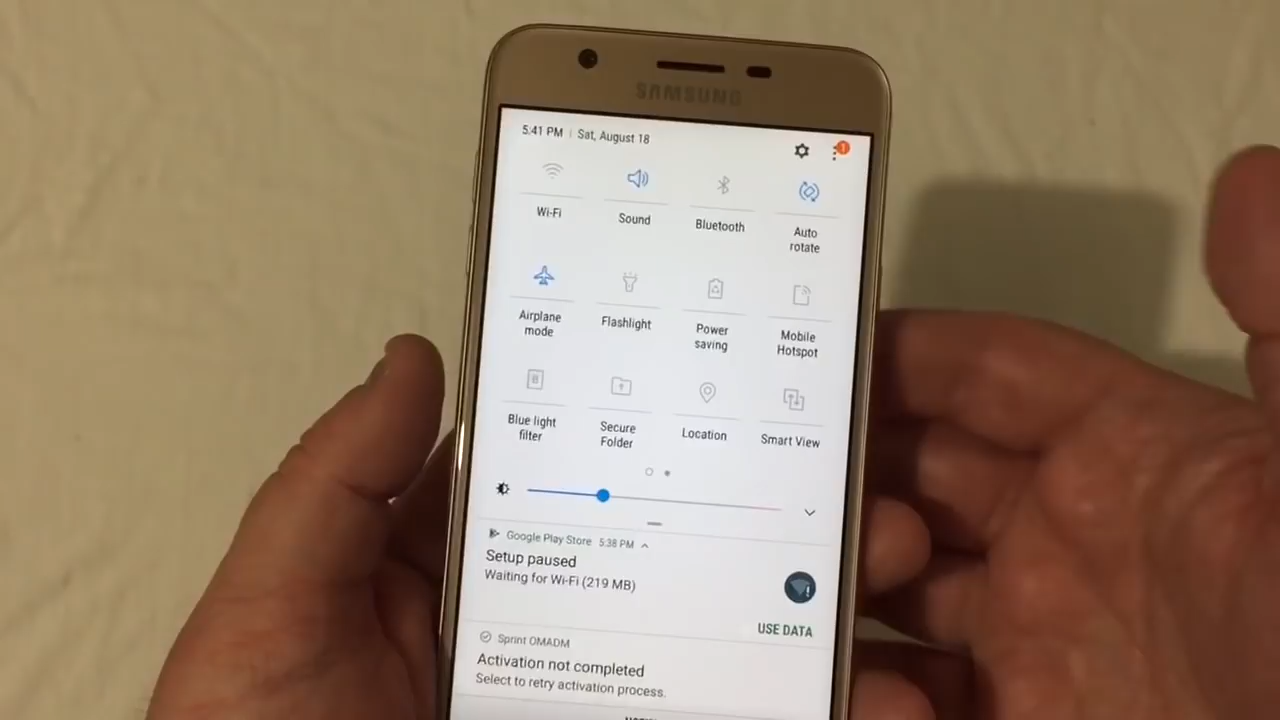 SAMSUNG
5:41 PM | Sat, August 18
1
Wi-Fi
Sound
Bluetooth
Auto
rotate
Airplane
mode
Flashlight
Power
saving
Mobile
Hotspot
Blue light
filter
Secure
Folder
Location
Smart View
Google Play Store 5:38 PM
Setup paused
Waiting for Wi-Fi (219 MB)
USE DATA
Sprint OMADM
Activation not completed
Select to retry activation process.